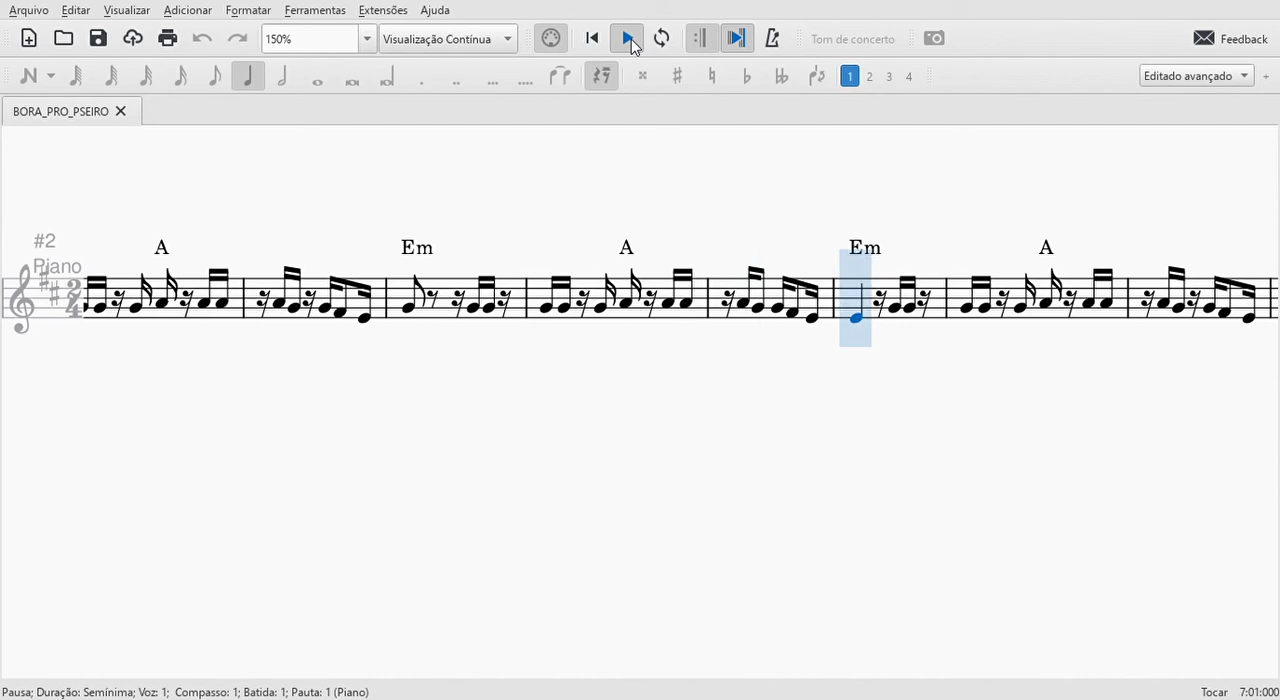 Arquivo Editar Visualizar Adicionar Formatar Ferramentas Extensões Ajuda
150% Visualização Contínua Tom de concerto Feedback
1 2 3 4 Editado avançado
BORA_PRO_PSEIRO
#2
Piano
A Em A Em A
2
4
Pausa; Duração: Semínima; Voz: 1; Compasso: 1; Batida: 1; Pauta: 1 (Piano) Tocar 7:01:000